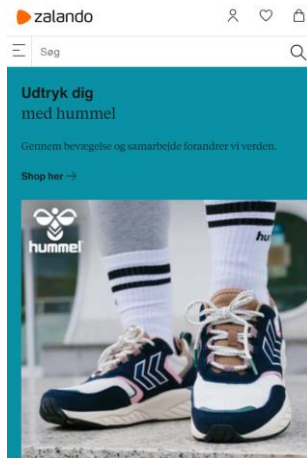 zalando
Søg
Udtryk dig
med hummel
Gennem bevægelse og samarbejde forandrer vi verden.
Shop her →
hummel
hu